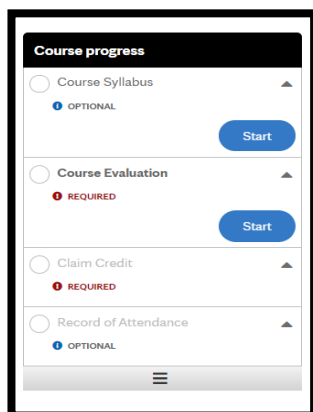 Course progress
Course Syllabus
OPTIONAL
Start
Course Evaluation
REQUIRED
Start
Claim Credit
REQUIRED
Record of Attendance
OPTIONAL